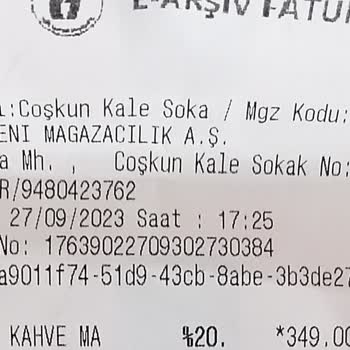 E-ARŞİV FATUR
:Coşkun Kale Soka / Mgz Kodu:
ENI MAGAZACILIK A.Ş.
a Mh. , Coşkun Kale Sokak No:
R/9480423762
27/09/2023 Saat : 17:25
No: 17639022709302730384
a9011f74-51d9-43cb-8abe-3b3de27
KAHVE MA %20. *349,00